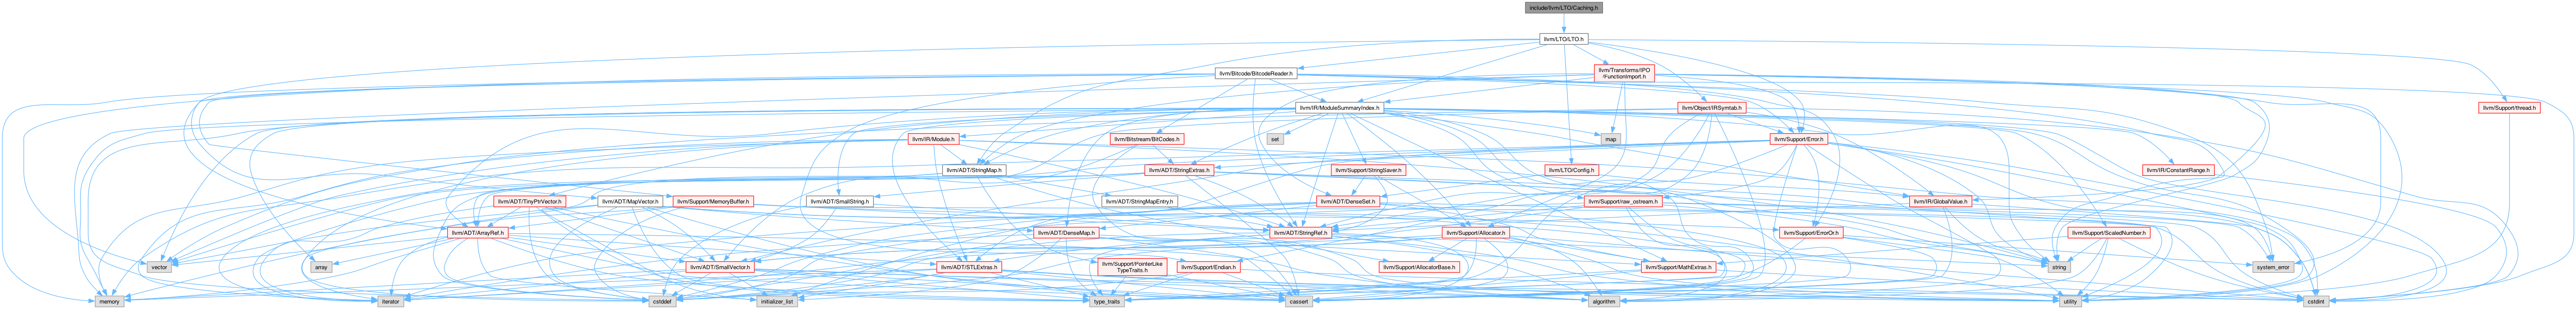 include/llvm/LTO/Caching.h
llvm/LTO/LTO.h
llvm/Bitcode/BitcodeReader.h
llvm/Transforms/IPO
/FunctionImport.h
llvm/IR/ModuleSummaryIndex.h
llvm/Object/IRSymtab.h
llvm/Support/thread.h
llvm/IR/Module.h
llvm/Bitstream/BitCodes.h
set
map
llvm/Support/Error.h
llvm/ADT/StringMap.h
llvm/ADT/StringExtras.h
llvm/Support/StringSaver.h
llvm/LTO/Config.h
llvm/IR/ConstantRange.h
llvm/ADT/TinyPtrVector.h
llvm/ADT/MapVector.h
llvm/Support/MemoryBuffer.h
llvm/ADT/SmallString.h
llvm/ADT/StringMapEntry.h
llvm/ADT/DenseSet.h
llvm/Support/raw_ostream.h
llvm/IR/GlobalValue.h
llvm/ADT/ArrayRef.h
llvm/ADT/DenseMap.h
llvm/ADT/StringRef.h
llvm/Support/Allocator.h
llvm/Support/ErrorOr.h
llvm/Support/ScaledNumber.h
vector
array
llvm/ADT/SmallVector.h
llvm/ADT/STLExtras.h
llvm/Support/PointerLike
TypeTraits.h
llvm/Support/Endian.h
llvm/Support/AllocatorBase.h
llvm/Support/MathExtras.h
string
system_error
memory
iterator
cstddef
initializer_list
type_traits
cassert
algorithm
utility
cstdint